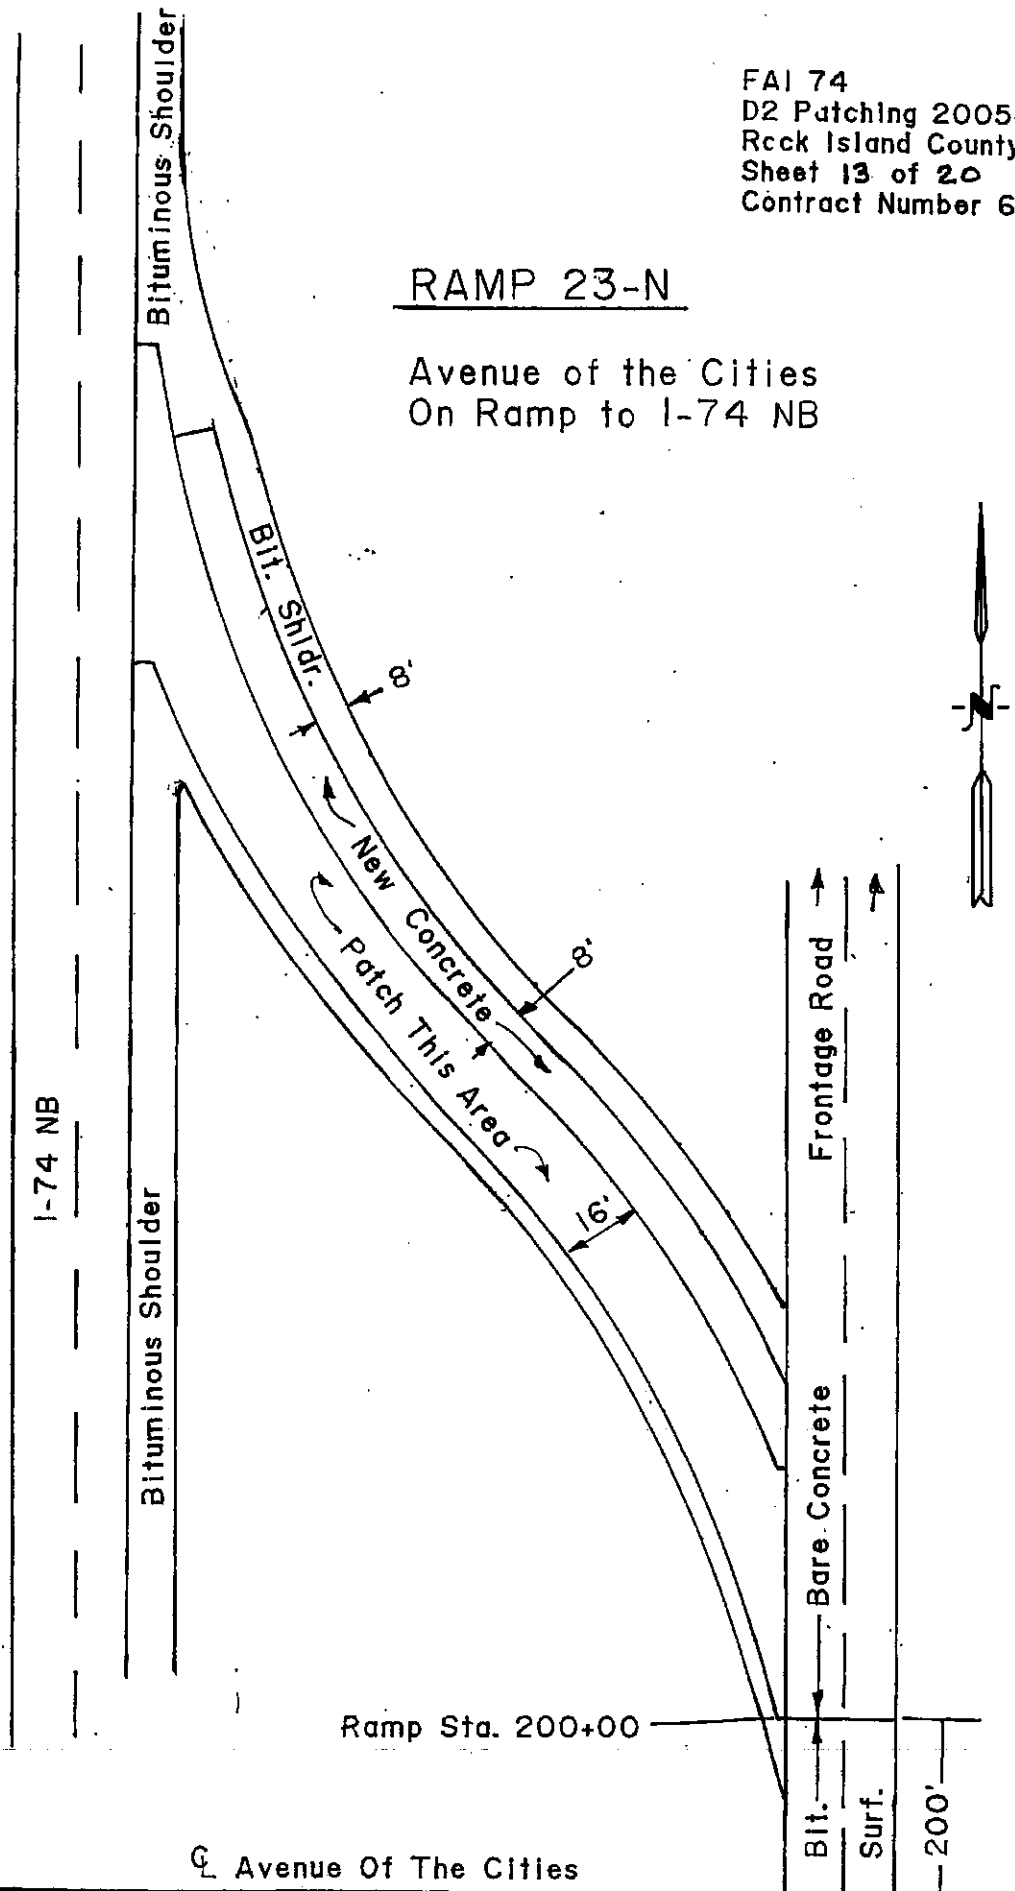 FAI 74
D2 Patching 2005-
Rock Island County
Sheet 13 of 20
Contract Number 6
RAMP 23-N
Avenue of the Cities
On Ramp to I-74 NB
Bituminous Shoulder
Bit. Shldr.
8'
N
New Concrete
8'
Patch This Area
16'
Frontage Road
I-74 NB
Bituminous Shoulder
Bare Concrete
Ramp Sta. 200+00
Bit.
Surf.
200'
℄ Avenue Of The Cities